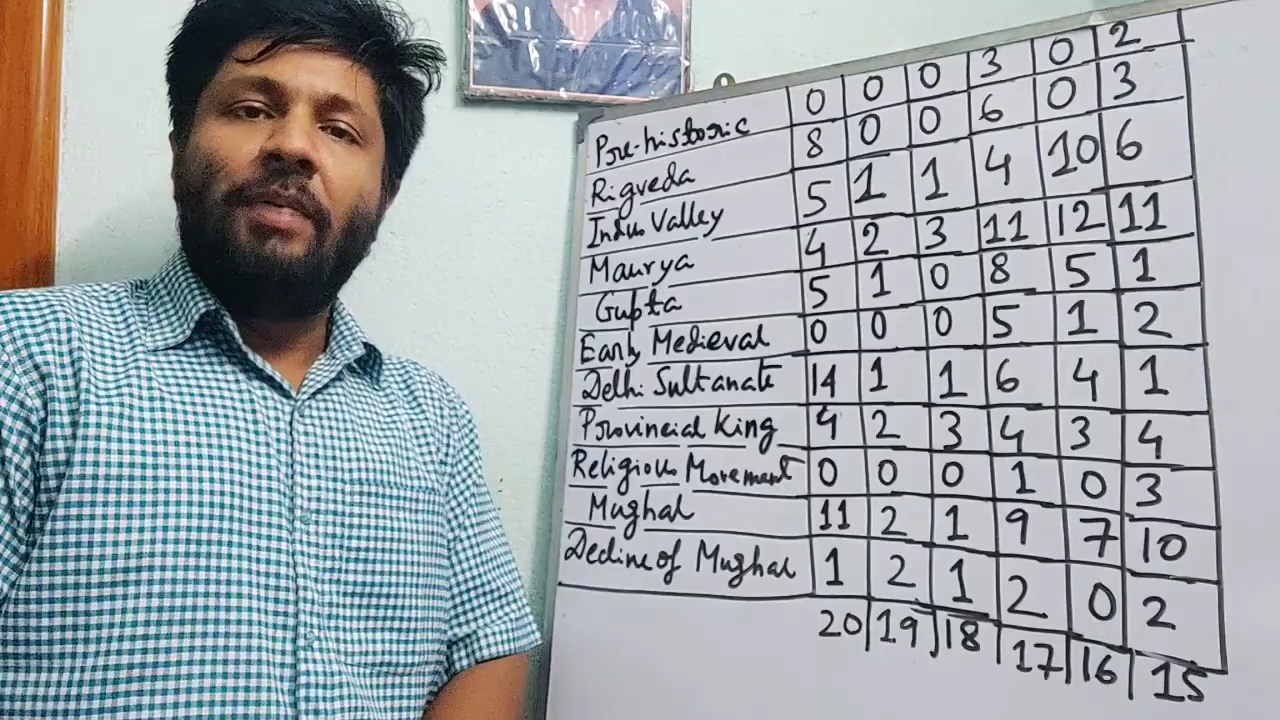 Pre-historic 0 0 0 3 0 2
Rigveda 8 0 0 6 0 3
Indus Valley 5 1 1 4 10 6
Maurya 4 2 3 11 12 11
Gupta 5 1 0 8 5 1
Early Medieval 0 0 0 5 1 2
Delhi Sultanate 14 1 1 6 4 1
Provincial King 4 2 3 4 3 4
Religious Movement 0 0 0 1 0 3
Mughal 11 2 1 9 7 10
Decline of Mughal 1 2 1 2 0 2
20 19 18 17 16 15